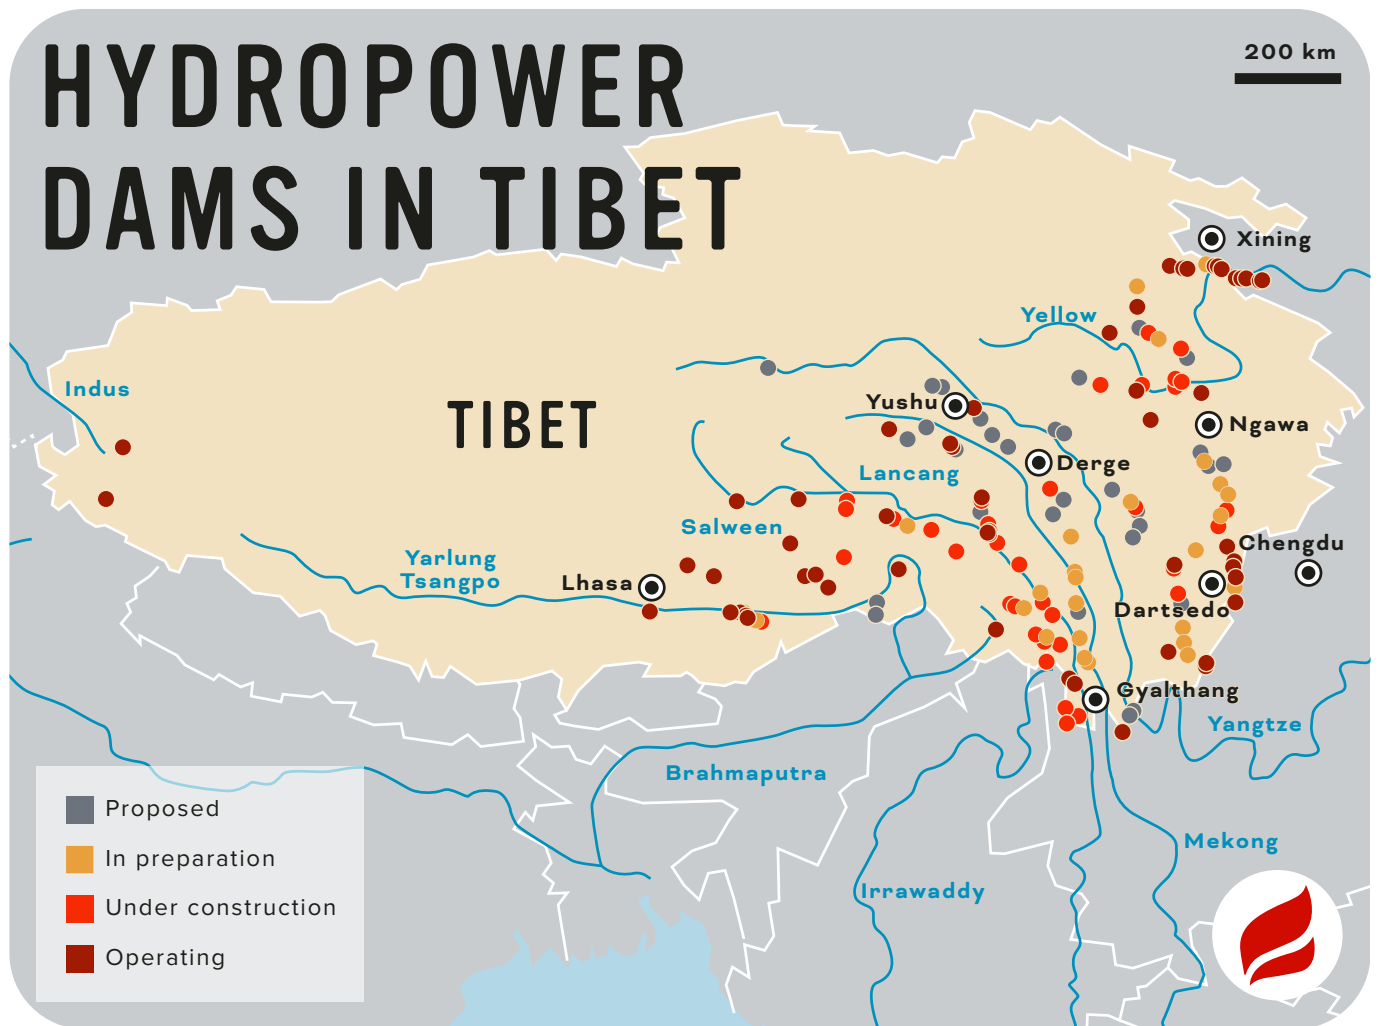 HYDROPOWER
DAMS IN TIBET
200 km
Xining
Yellow
Indus
TIBET
Yushu
Ngawa
Derge
Lancang
Salween
Chengdu
Yarlung
Tsangpo
Lhasa
Dartsedo
Gyalthang
Yangtze
Brahmaputra
Mekong
Irrawaddy
Proposed
In preparation
Under construction
Operating